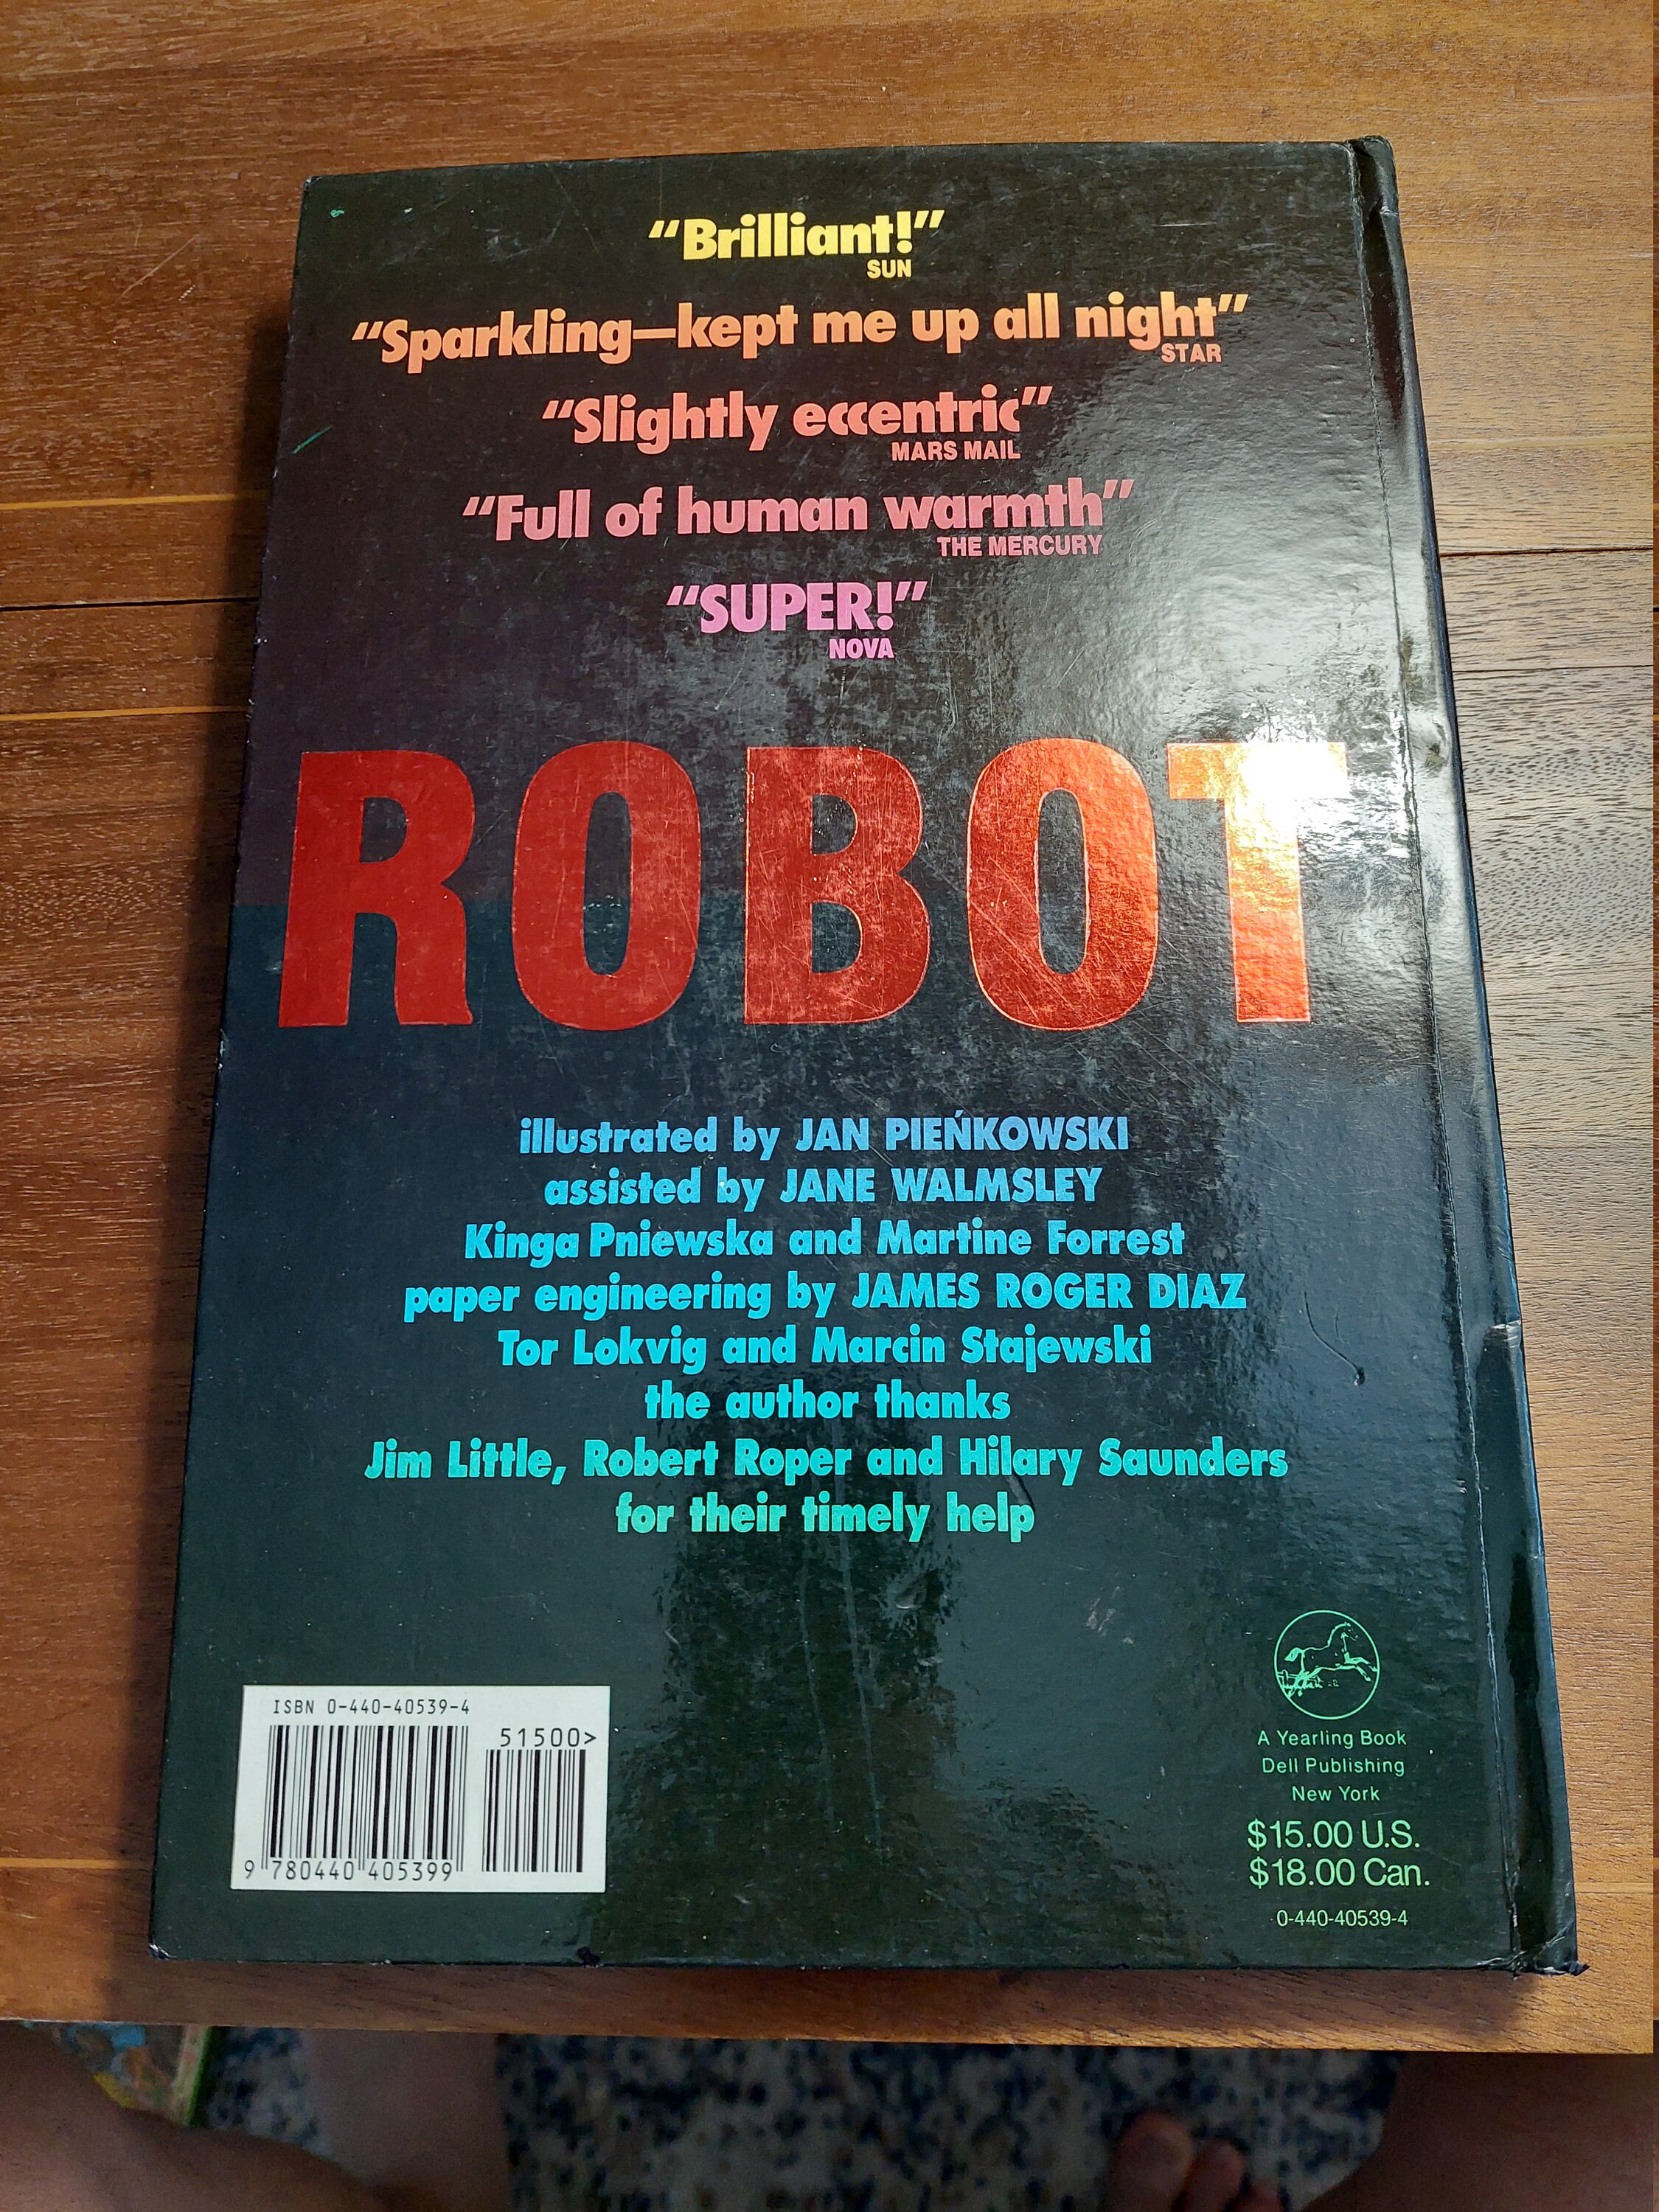 “Brilliant!”
SUN
“Sparkling—kept me up all night”
STAR
“Slightly eccentric”
MARS MAIL
“Full of human warmth”
THE MERCURY
“SUPER!”
NOVA
ROBOT
illustrated by JAN PIEŃKOWSKI
assisted by JANE WALMSLEY
Kinga Pniewska and Martine Forrest
paper engineering by JAMES ROGER DIAZ
Tor Lokvig and Marcin Stajewski
the author thanks
Jim Little, Robert Roper and Hilary Saunders
for their timely help
ISBN 0-440-40539-4
51500>
9 780440 405399
A Yearling Book
Dell Publishing
New York
$15.00 U.S.
$18.00 Can.
0-440-40539-4